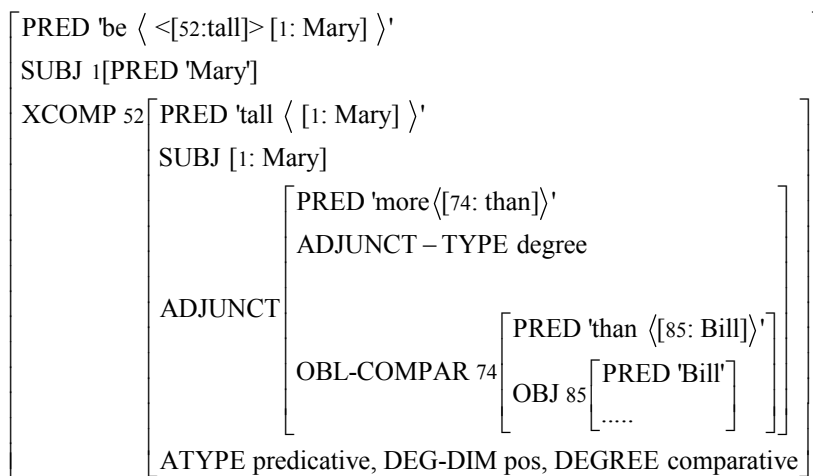 PRED 'be ⟨ <[52:tall]> [1: Mary] ⟩'
SUBJ 1[PRED 'Mary']
XCOMP 52[PRED 'tall ⟨ [1: Mary] ⟩'
SUBJ [1: Mary]
PRED 'more⟨[74: than]⟩'
ADJUNCT – TYPE degree
ADJUNCT
PRED 'than ⟨[85: Bill]⟩'
OBL-COMPAR 74
OBJ 85[PRED 'Bill']
.....
ATYPE predicative, DEG-DIM pos, DEGREE comparative